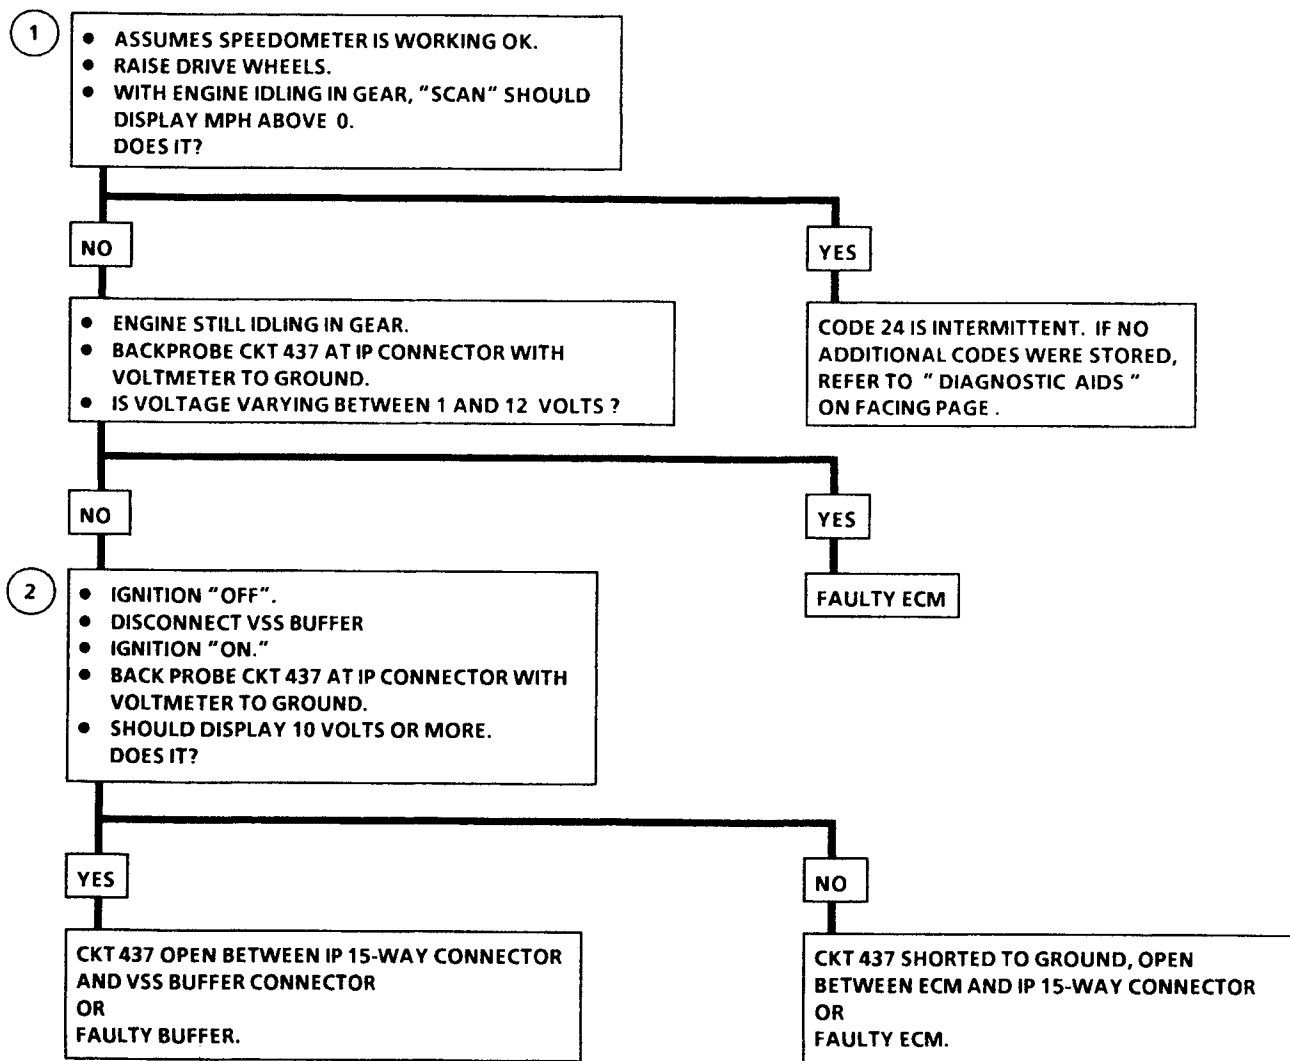 1
● ASSUMES SPEEDOMETER IS WORKING OK.
● RAISE DRIVE WHEELS.
● WITH ENGINE IDLING IN GEAR, "SCAN" SHOULD
DISPLAY MPH ABOVE 0.
DOES IT?
NO
YES
● ENGINE STILL IDLING IN GEAR.
● BACKPROBE CKT 437 AT IP CONNECTOR WITH
VOLTMETER TO GROUND.
● IS VOLTAGE VARYING BETWEEN 1 AND 12 VOLTS ?
CODE 24 IS INTERMITTENT. IF NO
ADDITIONAL CODES WERE STORED,
REFER TO " DIAGNOSTIC AIDS "
ON FACING PAGE .
NO
YES
2
● IGNITION "OFF".
● DISCONNECT VSS BUFFER
● IGNITION "ON."
● BACK PROBE CKT 437 AT IP CONNECTOR WITH
VOLTMETER TO GROUND.
● SHOULD DISPLAY 10 VOLTS OR MORE.
DOES IT?
FAULTY ECM
YES
NO
CKT 437 OPEN BETWEEN IP 15-WAY CONNECTOR
AND VSS BUFFER CONNECTOR
OR
FAULTY BUFFER.
CKT 437 SHORTED TO GROUND, OPEN
BETWEEN ECM AND IP 15-WAY CONNECTOR
OR
FAULTY ECM.